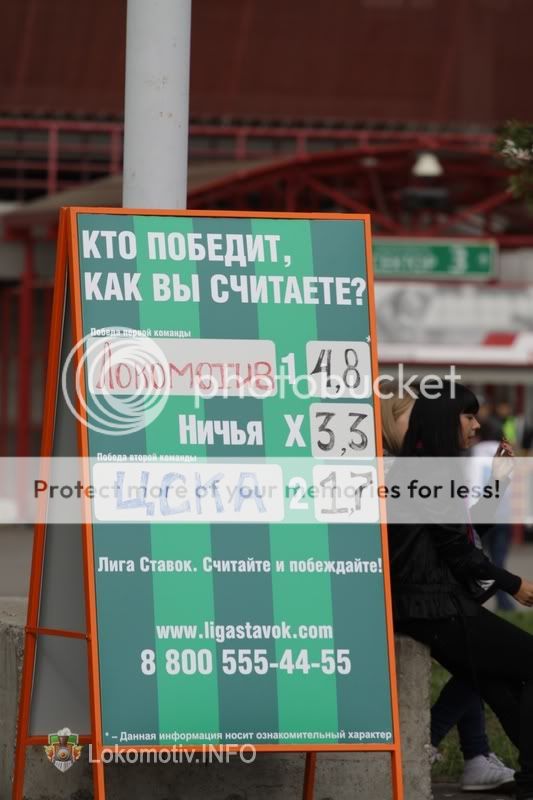 СЕКТОР 3
КТО ПОБЕДИТ,
КАК ВЫ СЧИТАЕТЕ?
Победа первой команды
*
ЛОКОМОТИВ 1 4,8
photobucket
Ничья X 3,3
Победа второй команды
Protect more of your memories for less!
ЦСКА 2 1,7
Лига Ставок. Считайте и побеждайте!
www.ligastavok.com
8 800 555-44-55
* – Данная информация носит ознакомительный характер
Lokomotiv.INFO